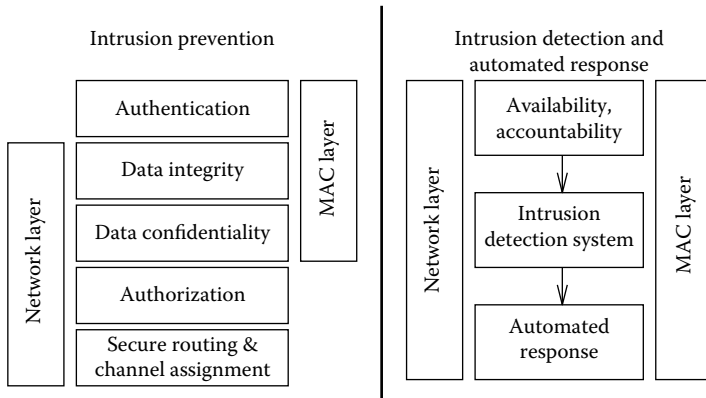 Intrusion prevention
Authentication
Data integrity
Data confidentiality
Authorization
Secure routing &
channel assignment
Network layer
MAC layer
Intrusion detection and
automated response
Availability,
accountability
Intrusion
detection system
Automated
response
Network layer
MAC layer